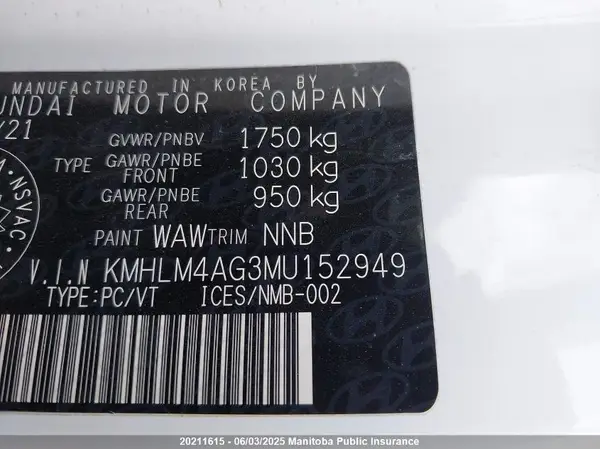 MANUFACTURED IN KOREA BY
UNDAI MOTOR COMPANY
/21
GVWR/PNBV 1750 kg
TYPE GAWR/PNBE FRONT 1030 kg
GAWR/PNBE REAR 950 kg
PAINT WAW TRIM NNB
V.I.N KMHLM4AG3MU152949
TYPE:PC/VT ICES/NMB-002
NSVAC
20211615 - 06/03/2025 - Manitoba Public Insurance